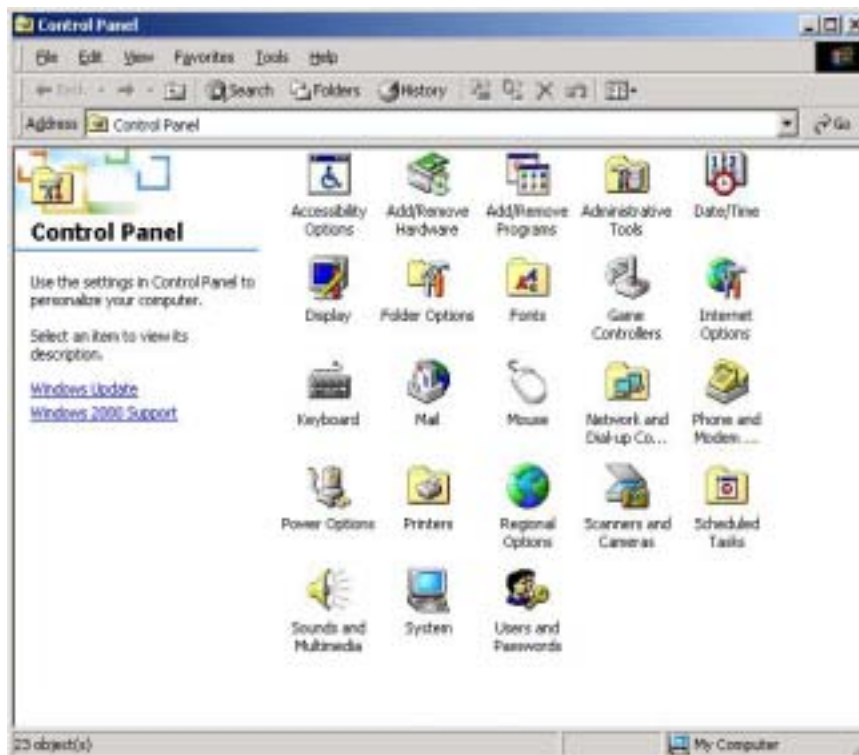 Control Panel
File Edit View Favorites Tools Help
Search Folders History
Address Control Panel Go
Control Panel
Use the settings in Control Panel to
personalize your computer.
Select an item to view its
description.
Windows Update
Windows 2000 Support
Accessibility
Options
Add/Remove
Hardware
Add/Remove
Programs
Administrative
Tools
Date/Time
Display
Folder Options
Fonts
Game
Controllers
Internet
Options
Keyboard
Mail
Mouse
Network and
Dial-up Co...
Phone and
Modem ...
Power Options
Printers
Regional
Options
Scanners and
Cameras
Scheduled
Tasks
Sounds and
Multimedia
System
Users and
Passwords
23 object(s)
My Computer